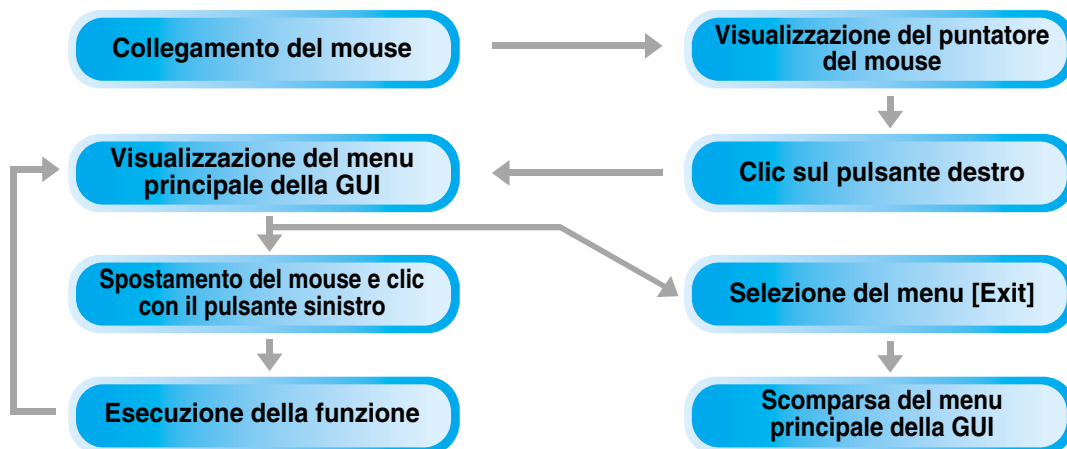 Collegamento del mouse
Visualizzazione del puntatore
del mouse
Clic sul pulsante destro
Visualizzazione del menu
principale della GUI
Spostamento del mouse e clic
con il pulsante sinistro
Esecuzione della funzione
Selezione del menu [Exit]
Scomparsa del menu
principale della GUI